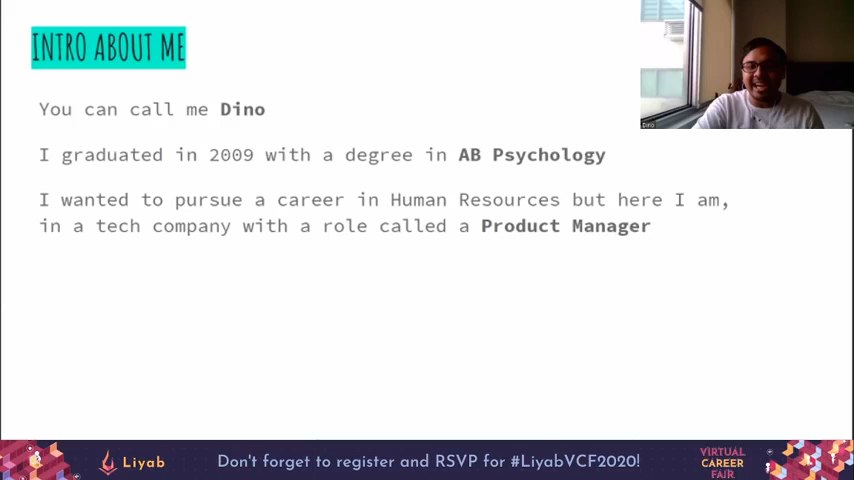 INTRO ABOUT ME
You can call me Dino
I graduated in 2009 with a degree in AB Psychology
I wanted to pursue a career in Human Resources but here I am,
in a tech company with a role called a Product Manager
Dino
Liyab
Don't forget to register and RSVP for #LiyabVCF2020!
VIRTUAL
CAREER
FAIR